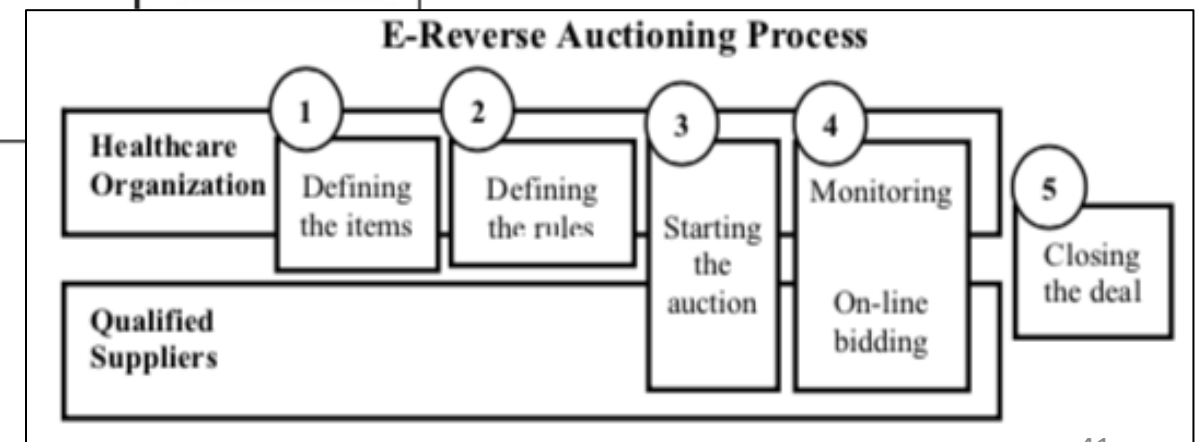 E-Reverse Auctioning Process
1
2
3
4
5
Healthcare
Organization
Defining
the items
Defining
the rules
Starting
the
auction
Monitoring
On-line
bidding
Closing
the deal
Qualified
Suppliers